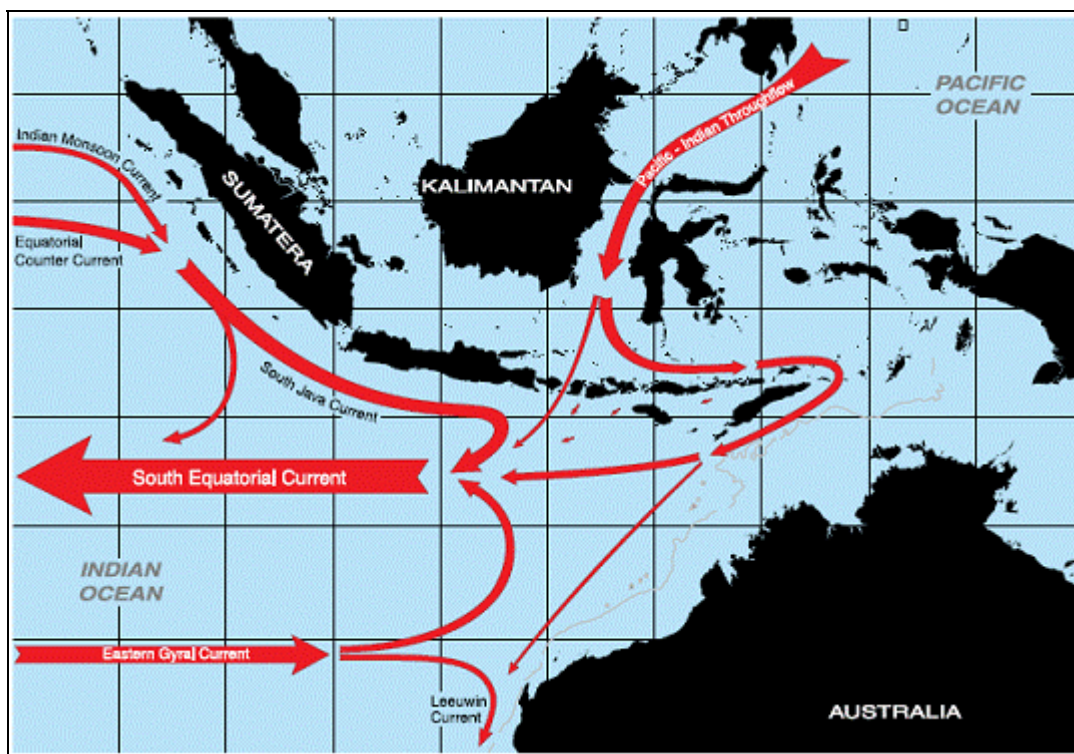 PACIFIC
OCEAN
Pacific - Indian Throughflow
Indian Monsoon Current
SUMATERA
KALIMANTAN
Equatorial
Counter Current
South Java Current
South Equatorial Current
INDIAN
OCEAN
Eastern Gyral Current
Leeuwin
Current
AUSTRALIA